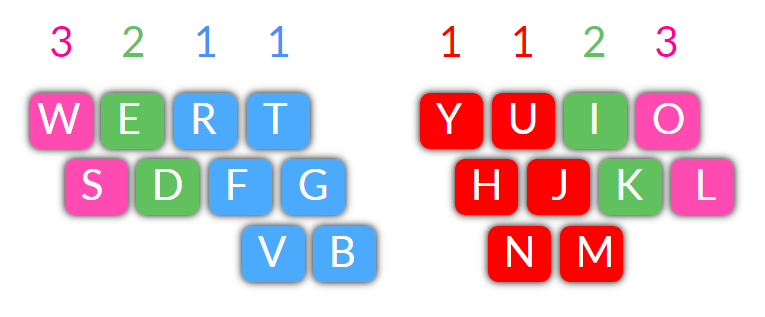 3 2 1 1 1 1 2 3
W E R T Y U I O
S D F G H J K L
V B N M